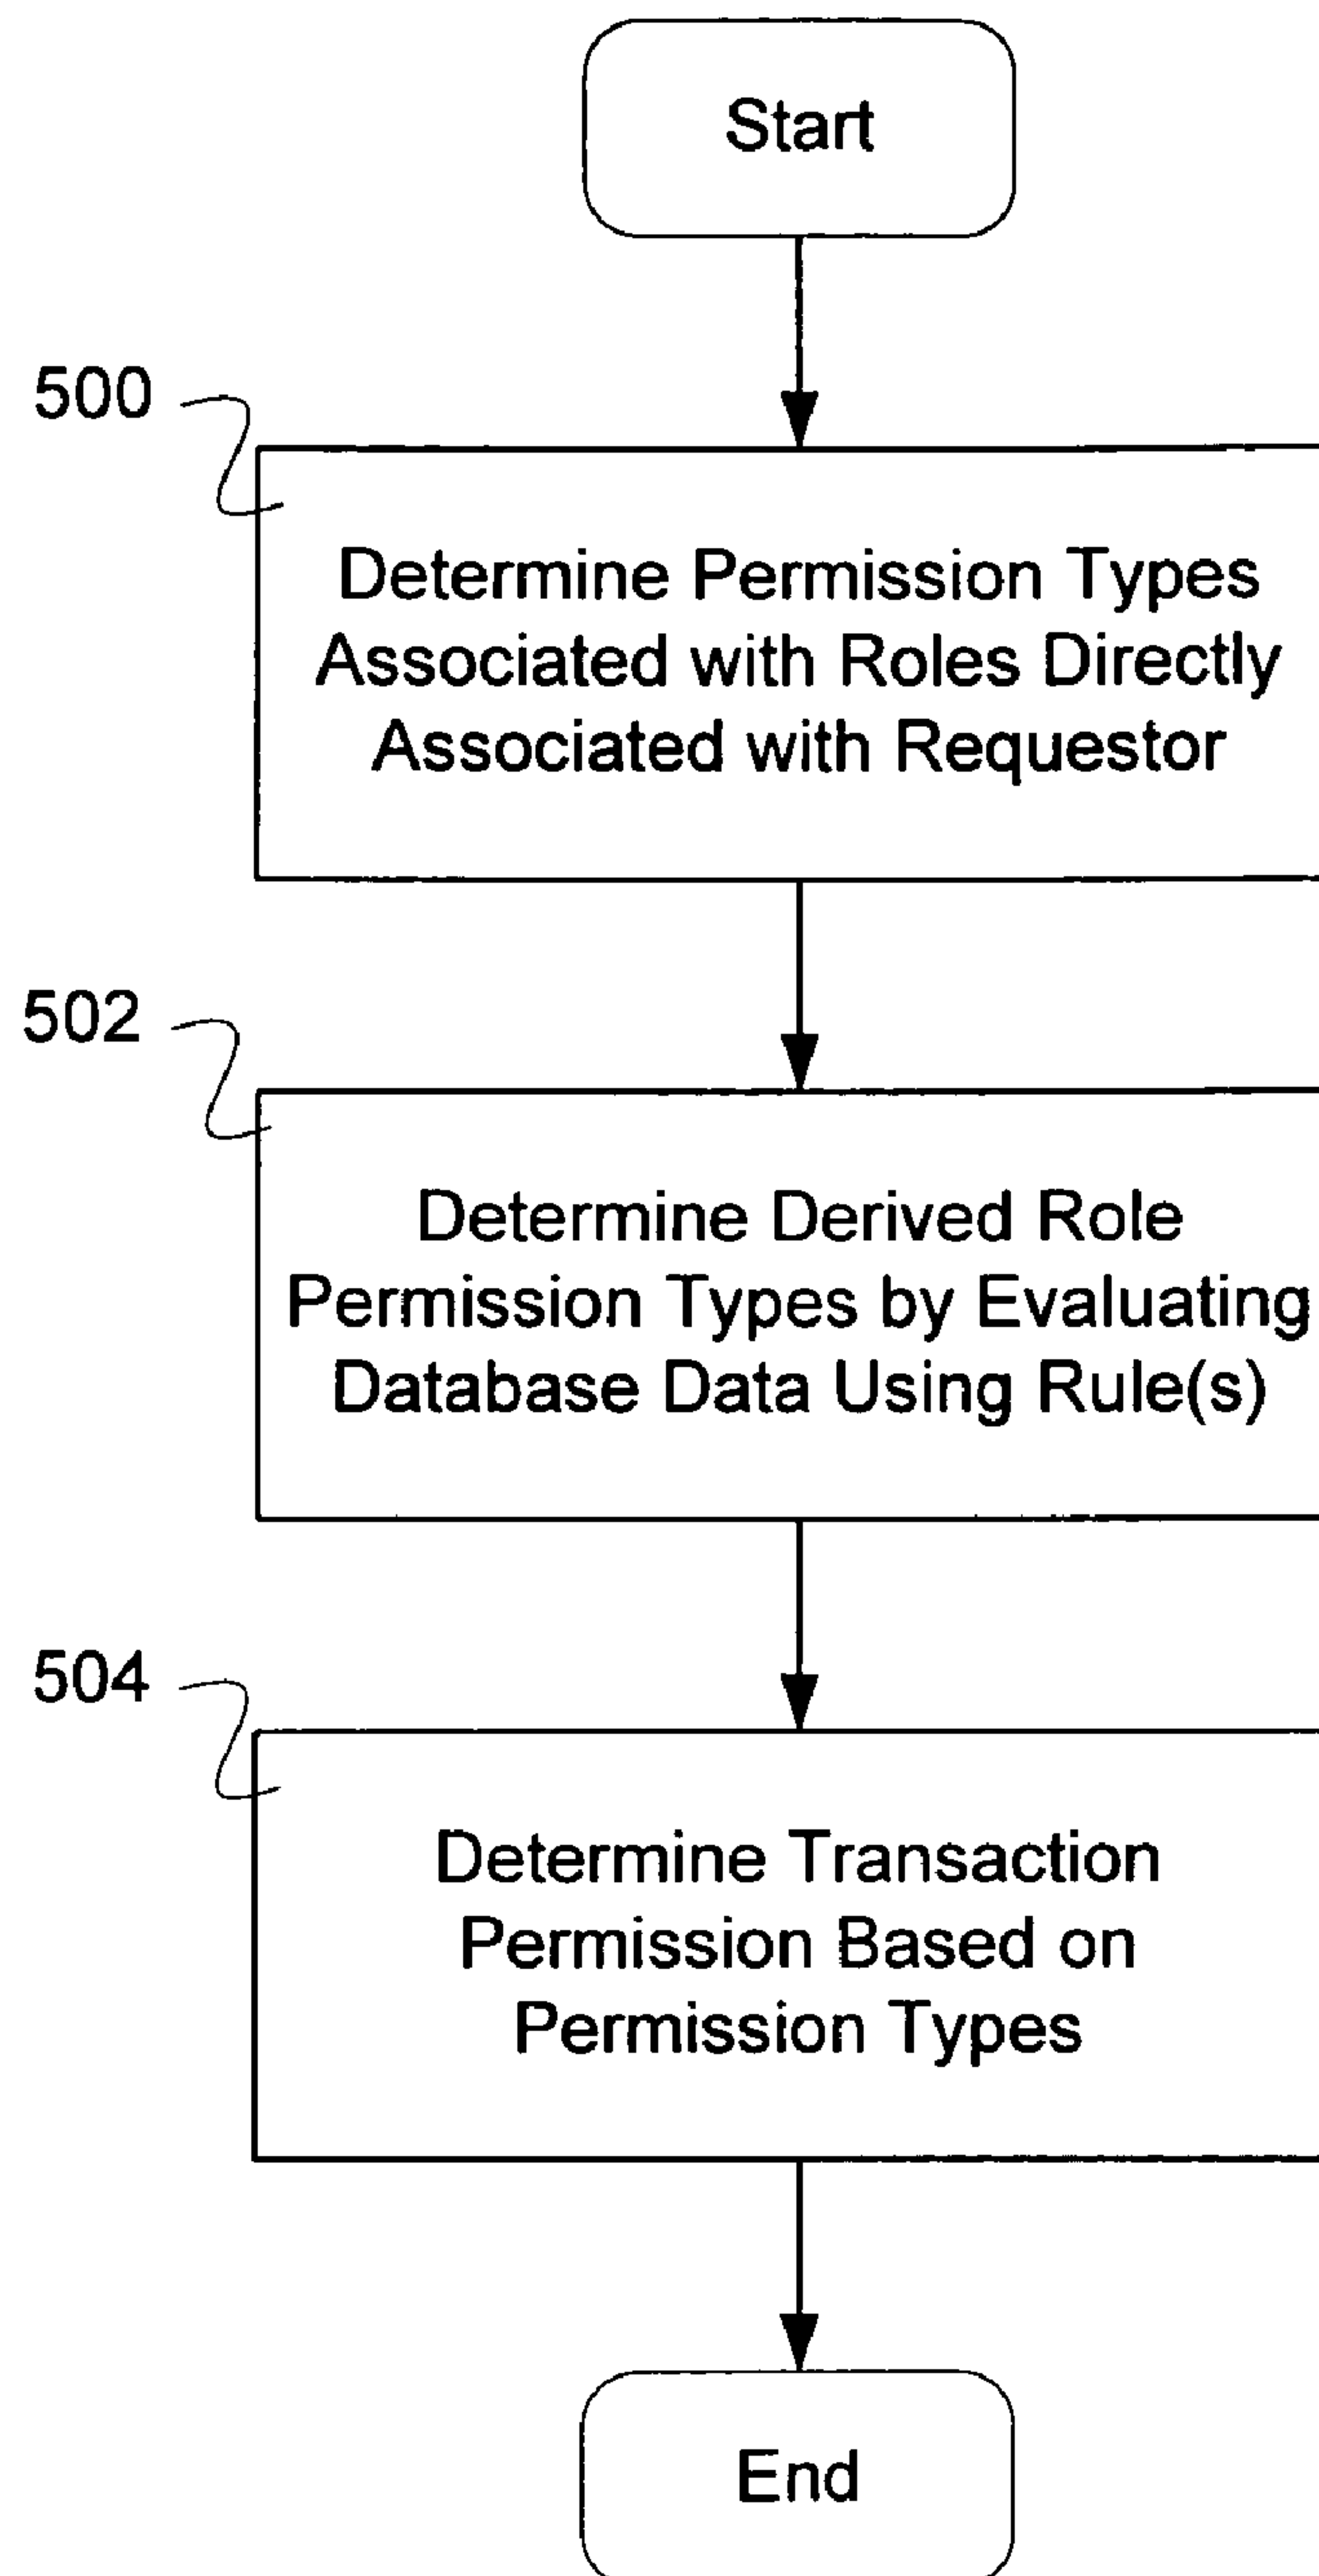 Start
500
Determine Permission Types
Associated with Roles Directly
Associated with Requestor
502
Determine Derived Role
Permission Types by Evaluating
Database Data Using Rule(s)
504
Determine Transaction
Permission Based on
Permission Types
End